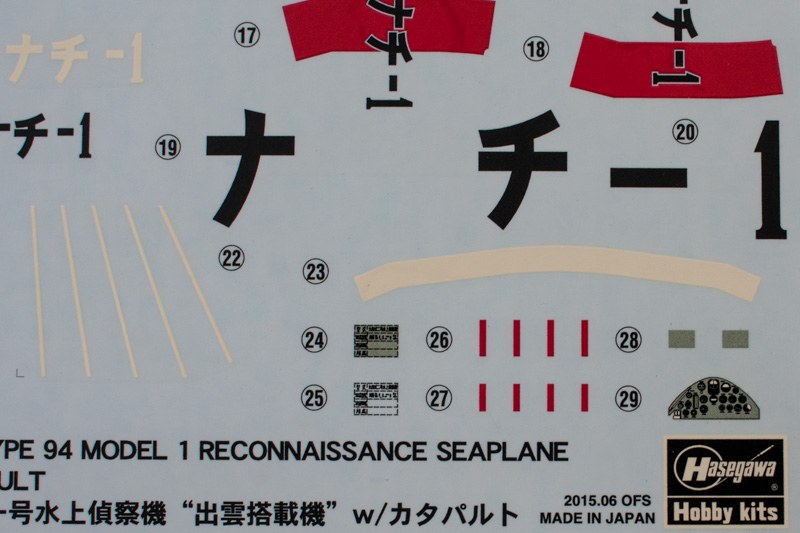 ⑰
ナチ-1
⑱
チ-1
ナチ-1
チ-1
⑲
ナ
チ-1
⑳
㉒
㉓
㉔
㉖
㉘
㉕
㉗
㉙
YPE 94 MODEL 1 RECONNAISSANCE SEAPLANE
ULT
一号水上偵察機“出雲搭載機” w/カタパルト
2015.06 OFS
MADE IN JAPAN
Hasegawa®
Hobby kits